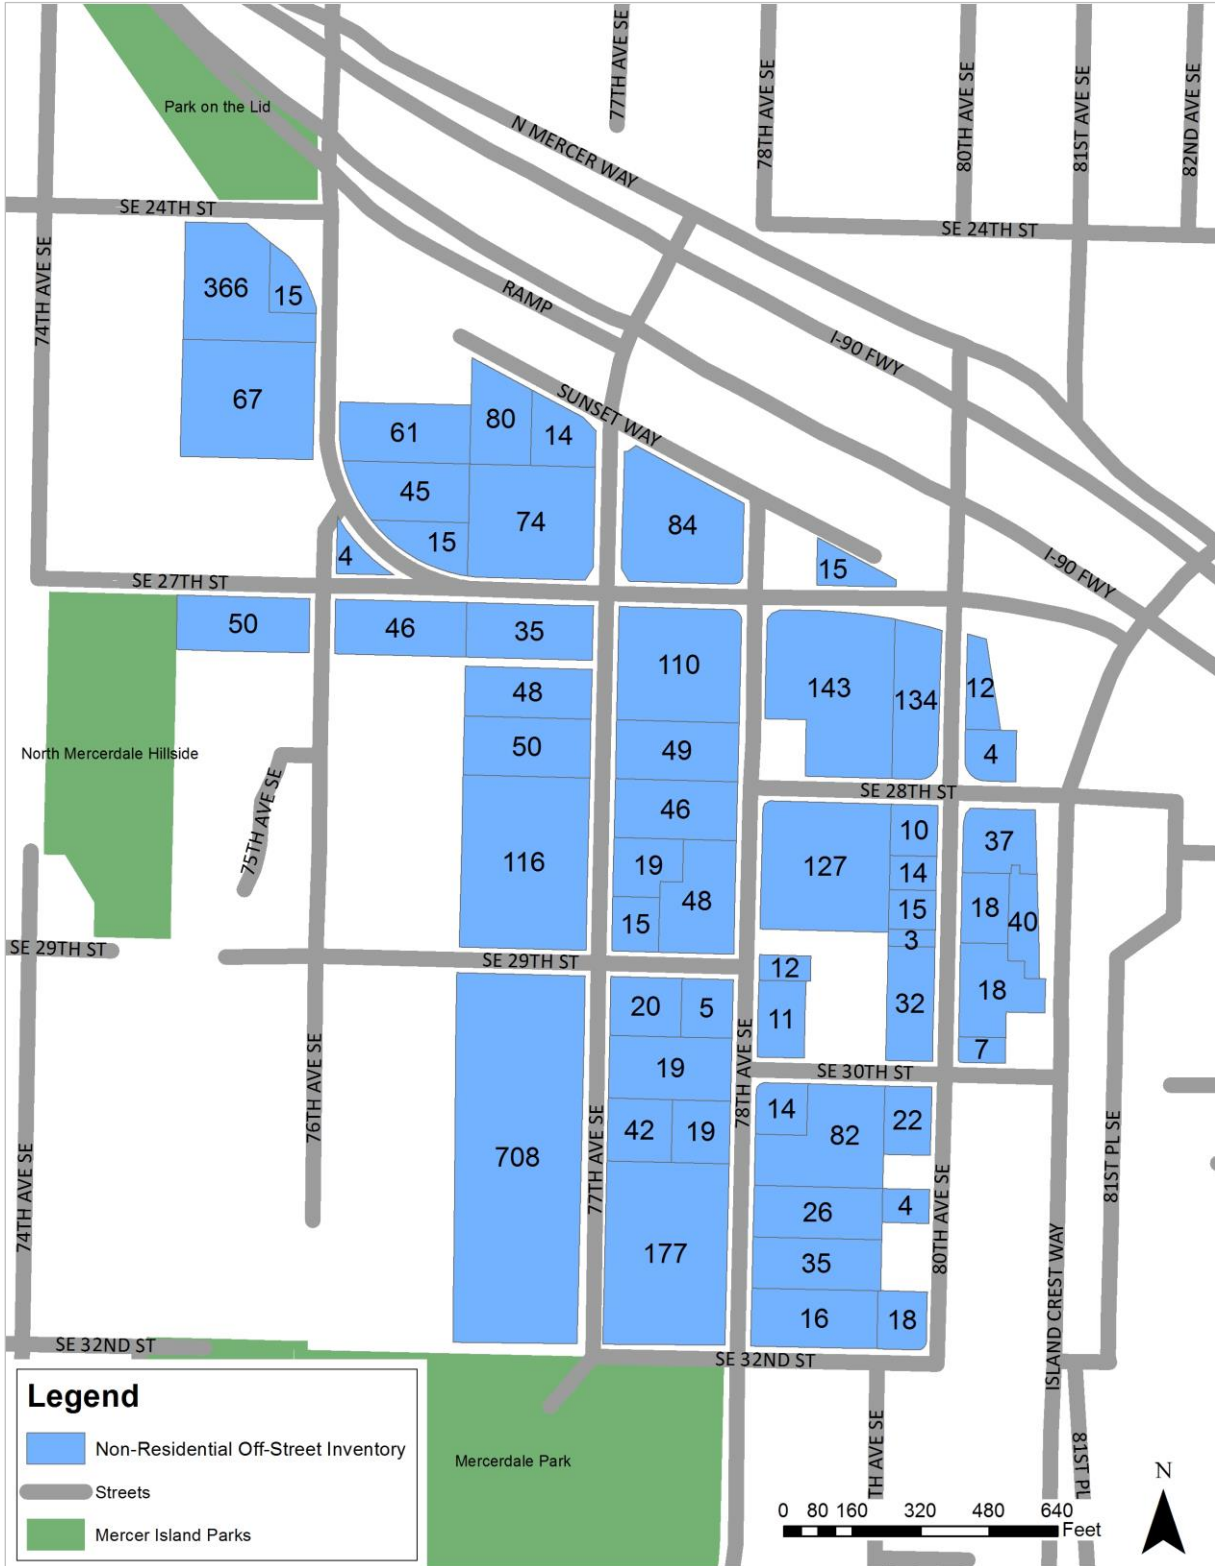 77TH AVE SE
78TH AVE SE
80TH AVE SE
81ST AVE SE
82ND AVE SE
Park on the Lid
N MERCER WAY
SE 24TH ST
SE 24TH ST
74TH AVE SE
366
15
RAMP
I-90 FWY
67
SUNSET WAY
61
80
14
45
74
84
15
4
15
I-90 FWY
SE 27TH ST
50
46
35
110
143
134
12
48
North Mercerdale Hillside
50
49
4
75TH AVE SE
SE 28TH ST
46
10
37
116
19
127
14
48
15
15
18
40
3
SE 29TH ST
SE 29TH ST
12
20
5
11
32
18
76TH AVE SE
78TH AVE SE
19
7
SE 30TH ST
14
22
42
19
82
708
77TH AVE SE
74TH AVE SE
81ST PL SE
80TH AVE SE
26
4
177
35
ISLAND CREST WAY
16
18
SE 32ND ST
SE 32ND ST
Legend
Non-Residential Off-Street Inventory
Streets
Mercer Island Parks
Mercerdale Park
TH AVE SE
81ST PL
0 80 160 320 480 640
Feet
N